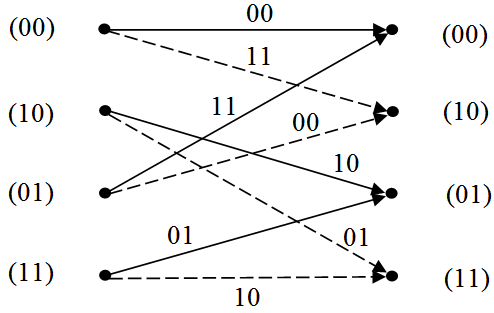 (00) 00 (00)
11
(10) 11 00 (10)
10
(01) (01)
01 01
(11) 10 (11)